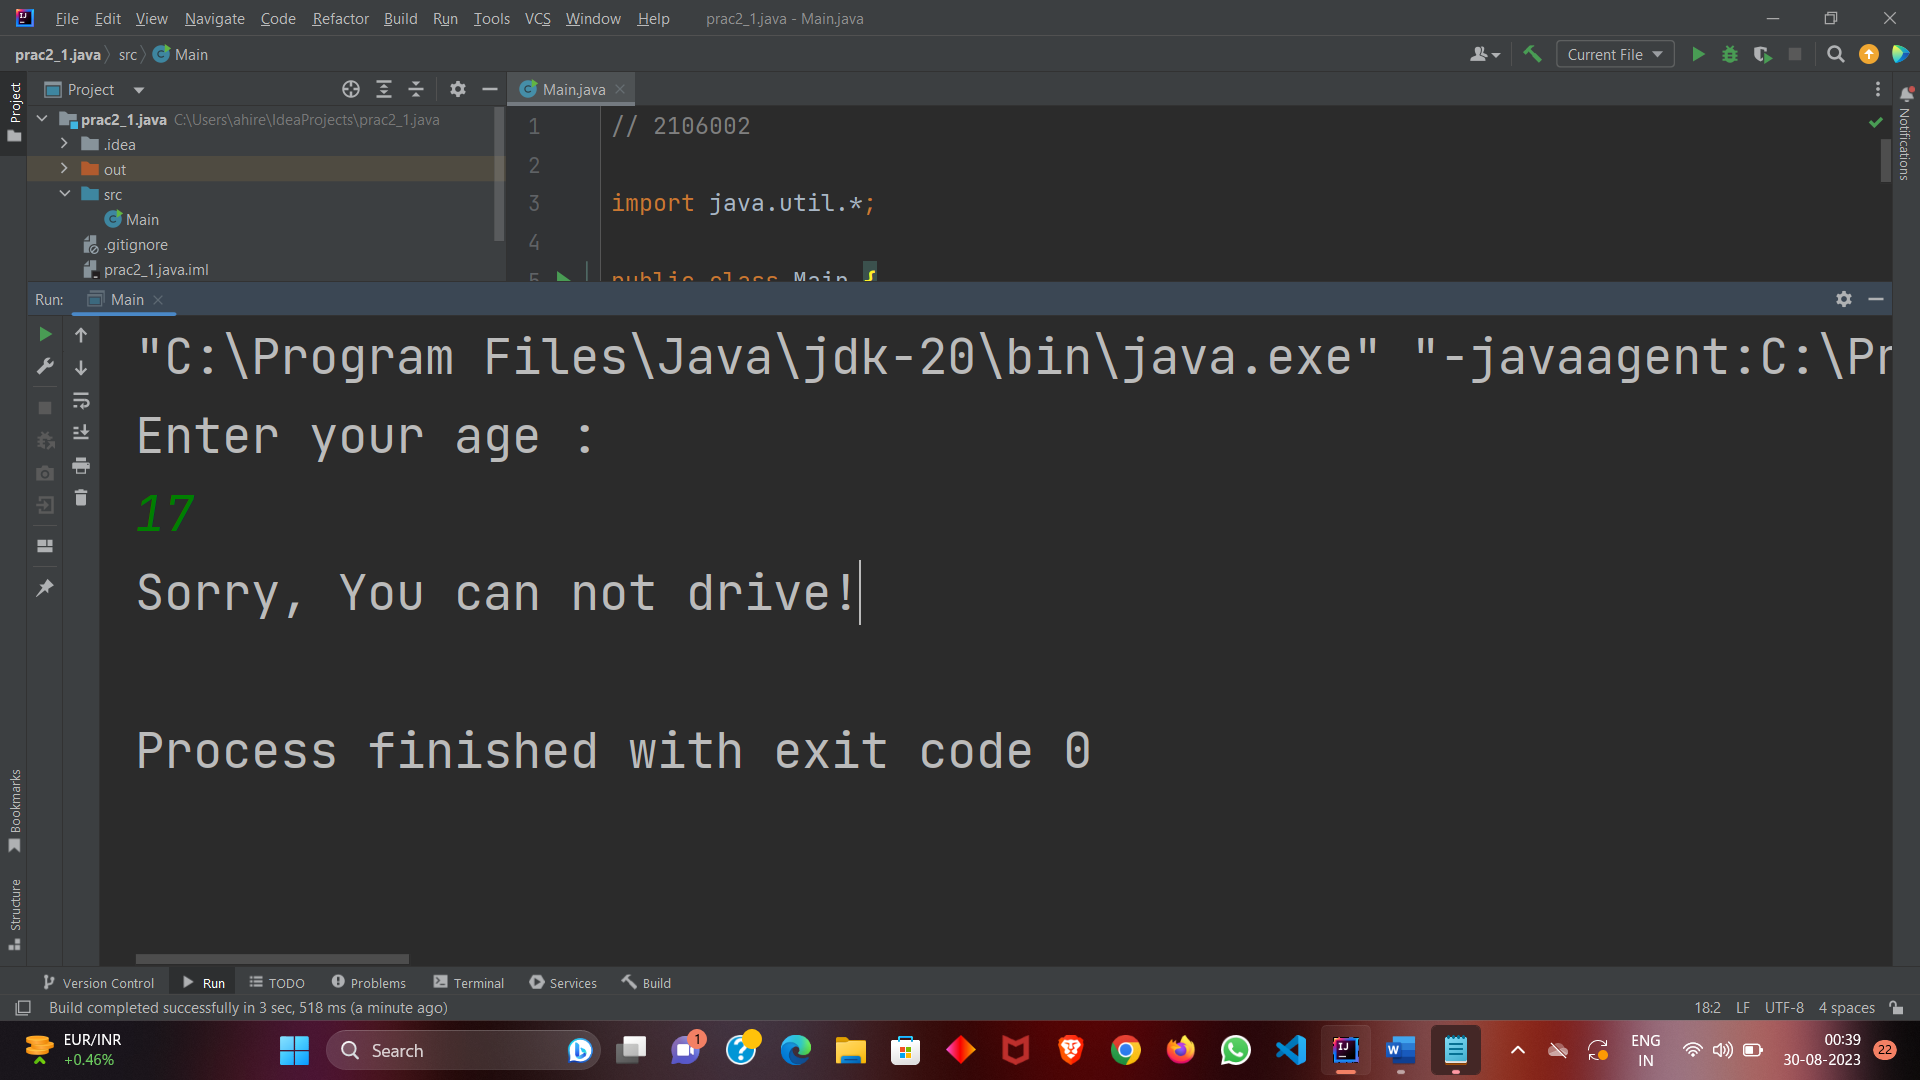 File Edit View Navigate Code Refactor Build Run Tools VCS Window Help prac2_1.java - Main.java
prac2_1.java src Main Current File
Project Main.java
Project
prac2_1.java C:\Users\ahire\IdeaProjects\prac2_1.java
.idea
out
src
Main
.gitignore
prac2_1.java.iml
1 // 2106002
2
3 import java.util.*;
4
5 public class Main {
Notifications
Run: Main
"C:\Program Files\Java\jdk-20\bin\java.exe" "-javaagent:C:\Pr
Enter your age :
17
Sorry, You can not drive!
Process finished with exit code 0
Bookmarks
Structure
Version Control Run TODO Problems Terminal Services Build
Build completed successfully in 3 sec, 518 ms (a minute ago) 18:2 LF UTF-8 4 spaces
EUR/INR
+0.46%
Search
1
ENG
IN
00:39
30-08-2023
22